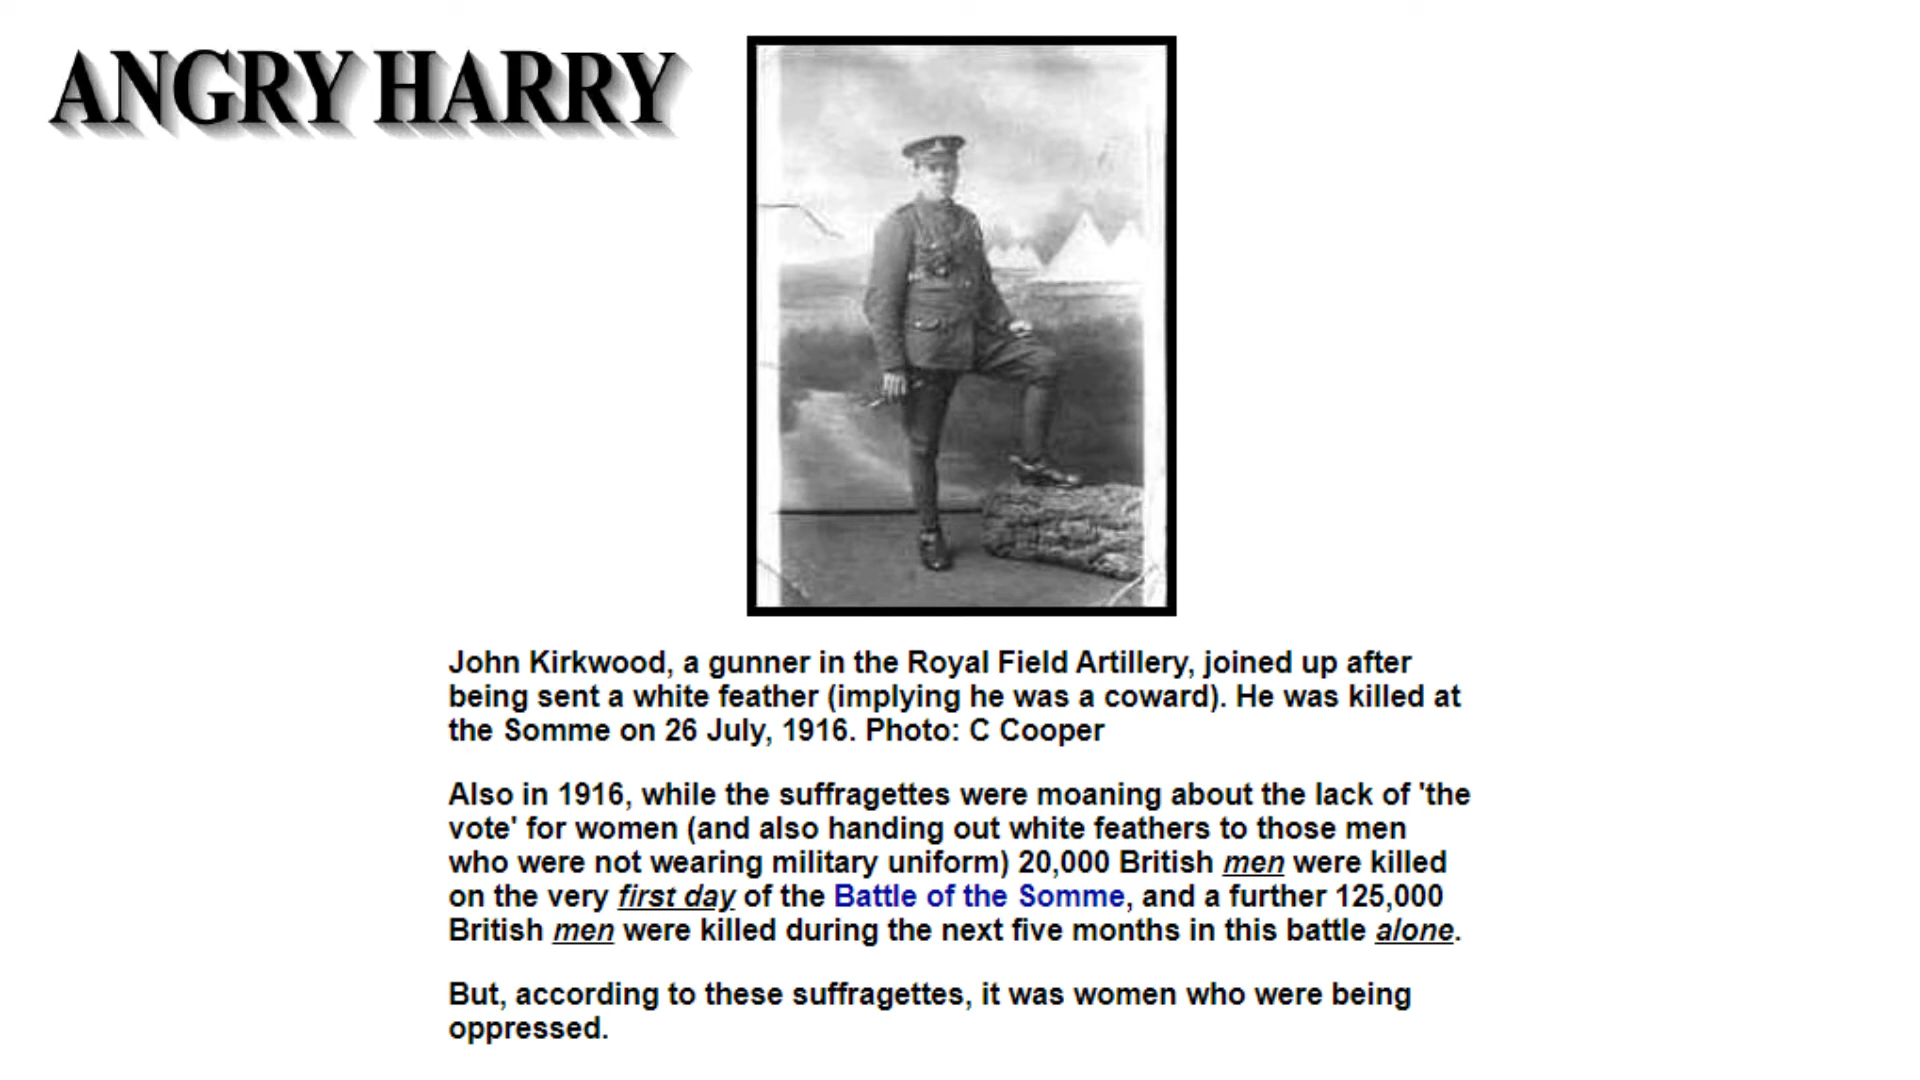 ANGRY HARRY
John Kirkwood, a gunner in the Royal Field Artillery, joined up after
being sent a white feather (implying he was a coward). He was killed at
the Somme on 26 July, 1916. Photo: C Cooper
Also in 1916, while the suffragettes were moaning about the lack of 'the
vote' for women (and also handing out white feathers to those men
who were not wearing military uniform) 20,000 British men were killed
on the very first day of the Battle of the Somme, and a further 125,000
British men were killed during the next five months in this battle alone.
But, according to these suffragettes, it was women who were being
oppressed.